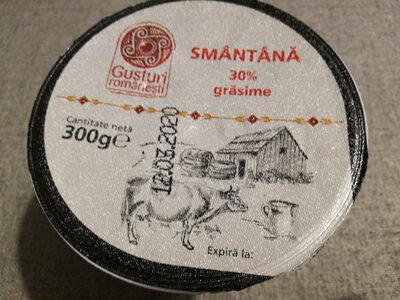 SMÂNTÂNĂ
30%
grăsime
Gusturi
românești
Cantitate netă
300g℮
12.03.2020
Expiră la: